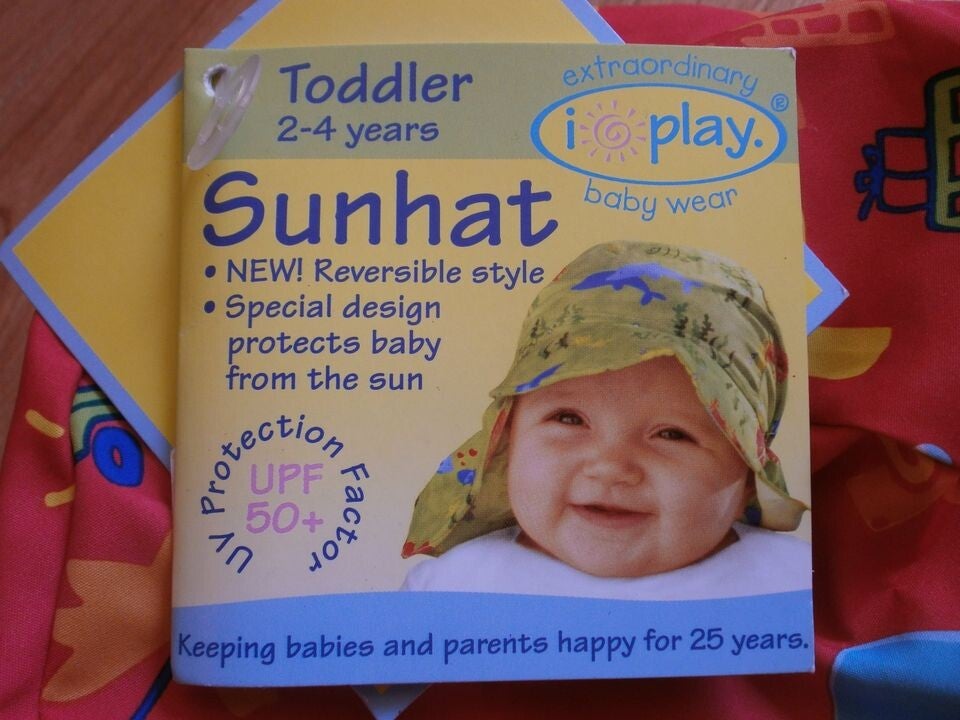 Toddler
2-4 years
extraordinary
i play.®
baby wear
Sunhat
• NEW! Reversible style
• Special design
protects baby
from the sun
UV Protection Factor
UPF
50+
Keeping babies and parents happy for 25 years.